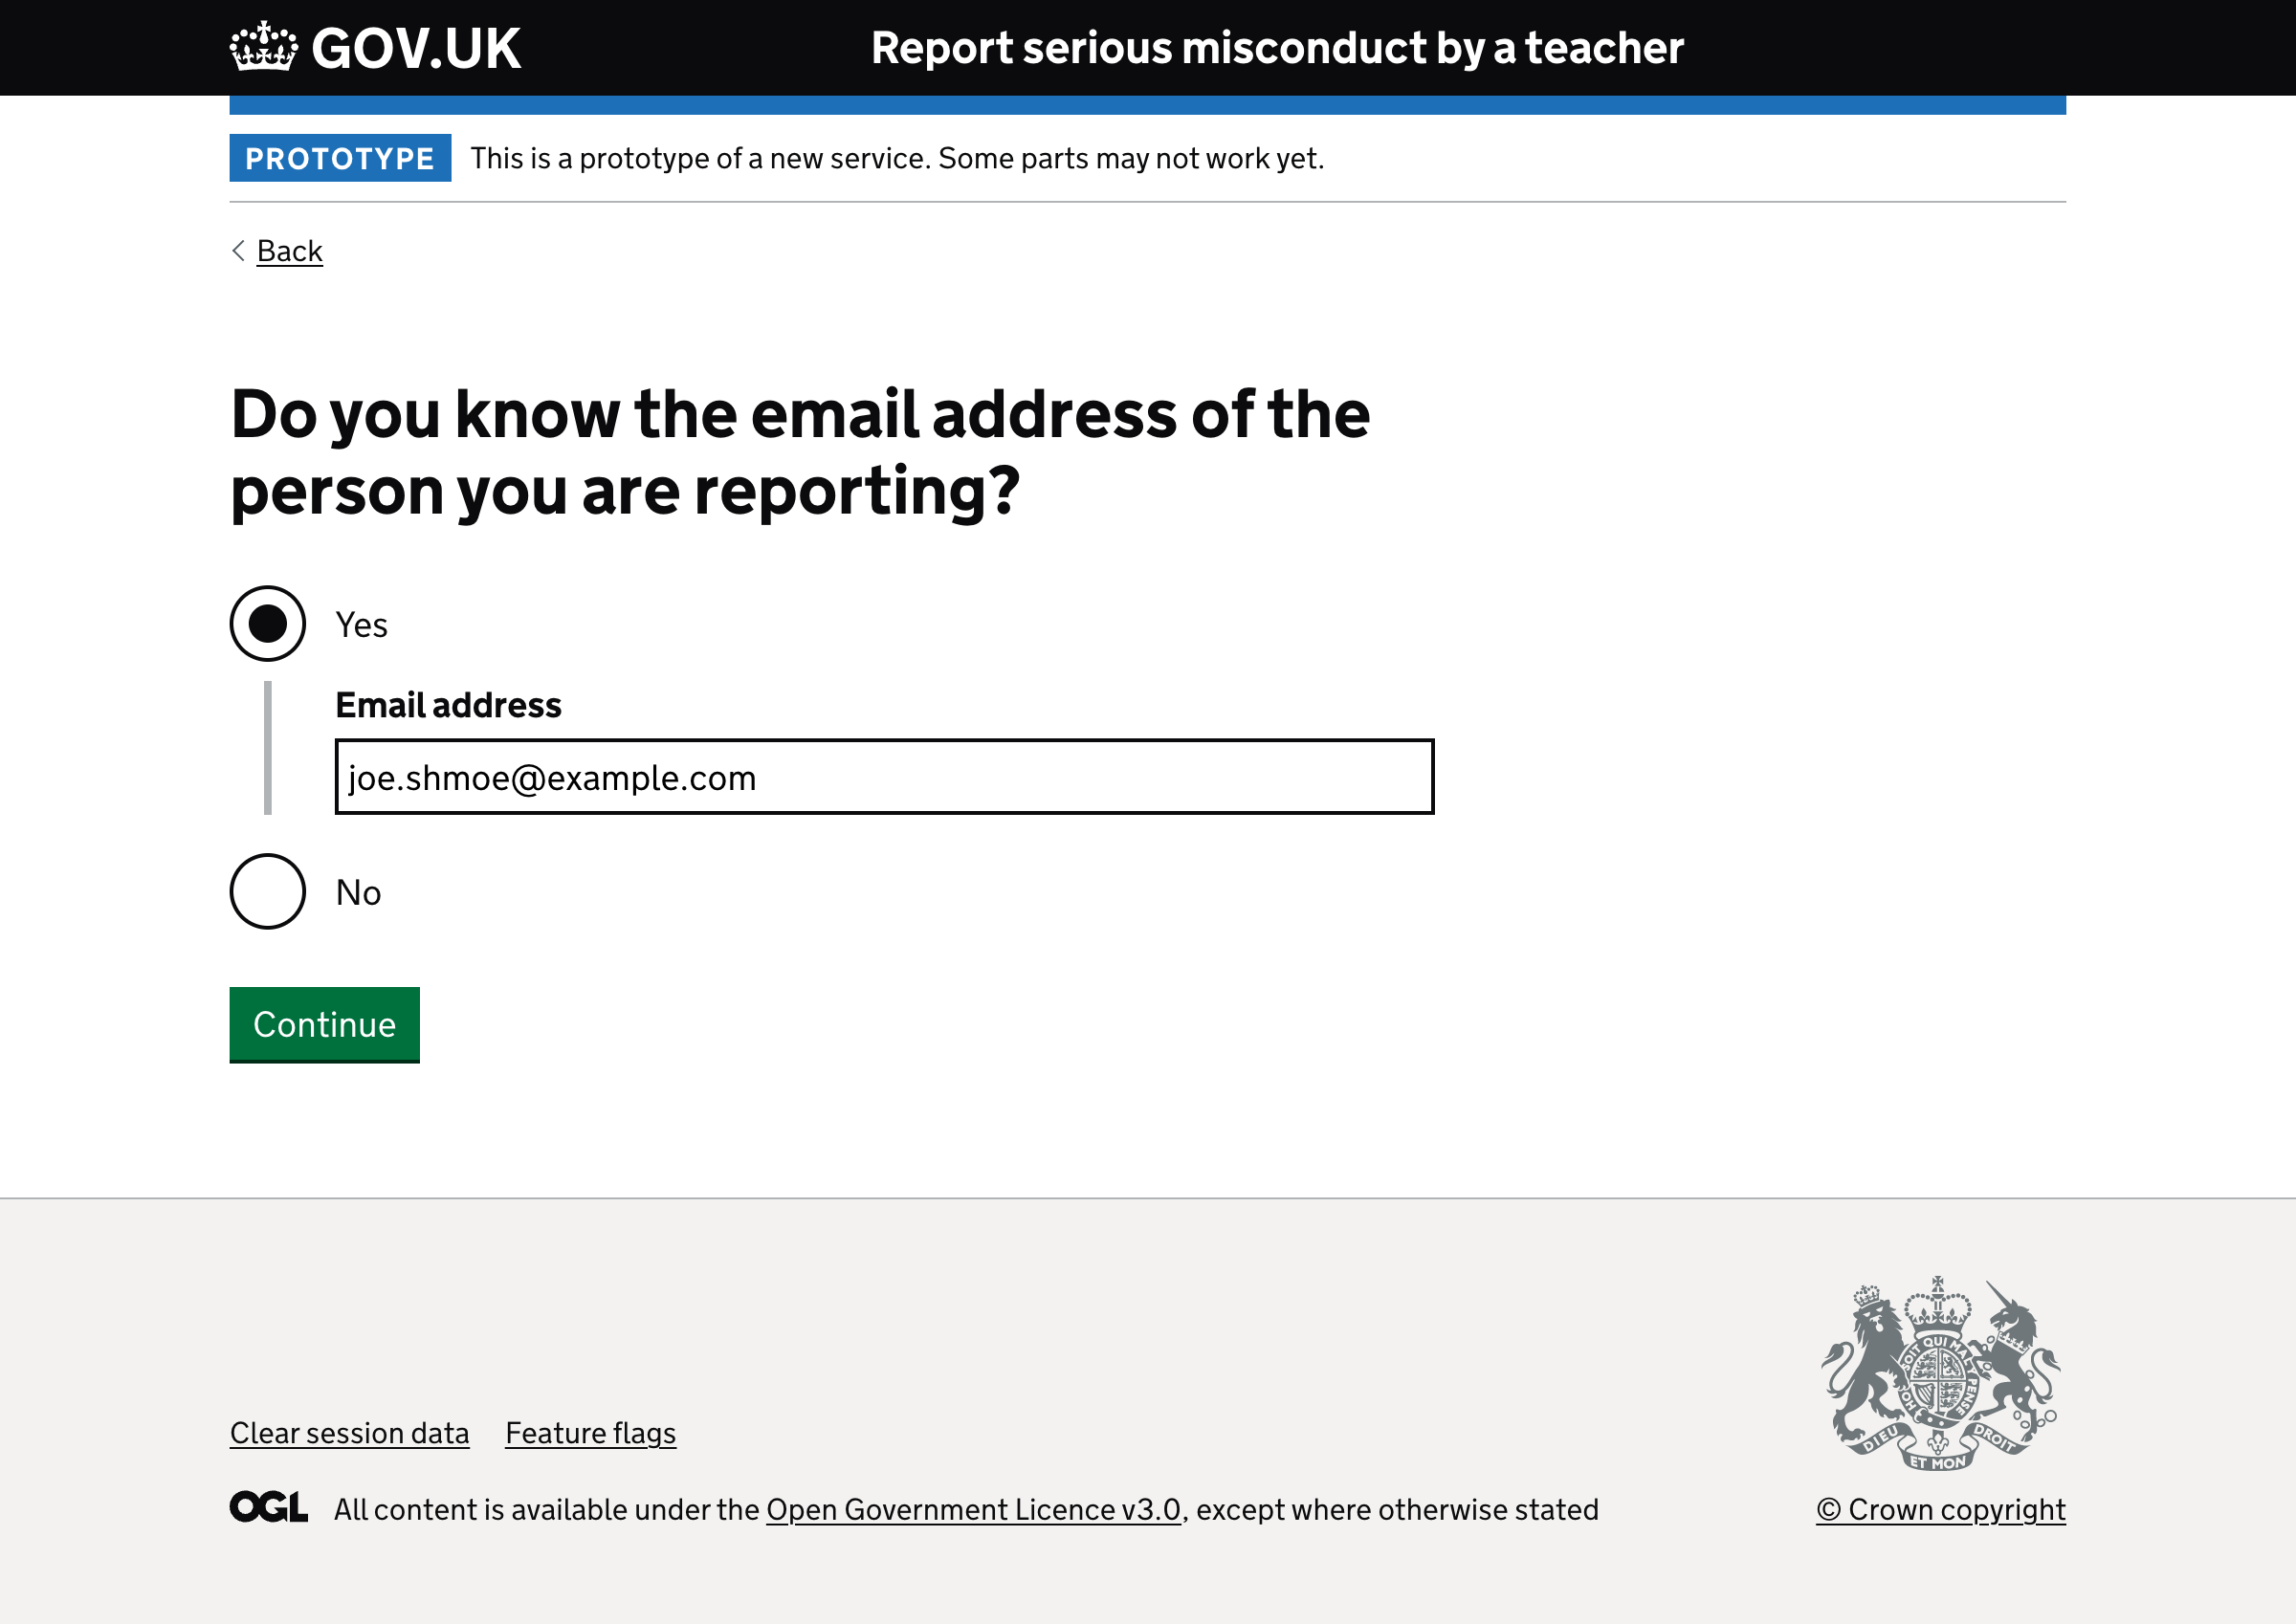 GOV.UK
Report serious misconduct by a teacher
PROTOTYPE
This is a prototype of a new service. Some parts may not work yet.
Back
Do you know the email address of the
person you are reporting?
Yes
Email address
joe.shmoe@example.com
No
Continue
HONI SOIT QUI MAL Y PENSE
DIEU ET MON DROIT
Clear session data
Feature flags
OGL
All content is available under the Open Government Licence v3.0, except where otherwise stated
© Crown copyright